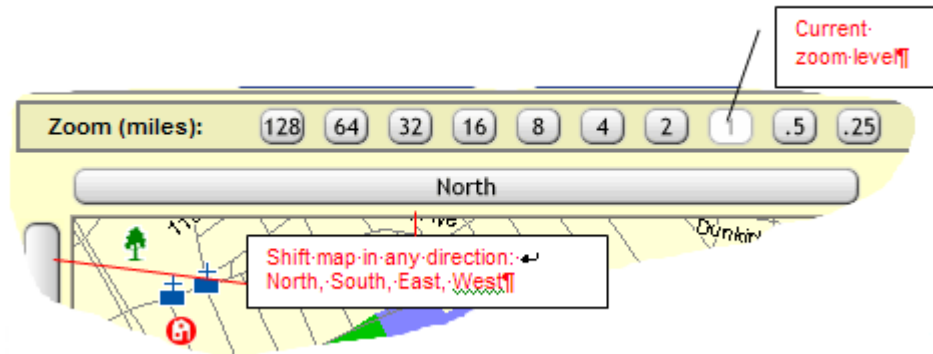 Current
zoom level¶
Zoom (miles): 128 64 32 16 8 4 2 1 .5 .25
North
Shift map in any direction: ↵
North, South, East, West¶